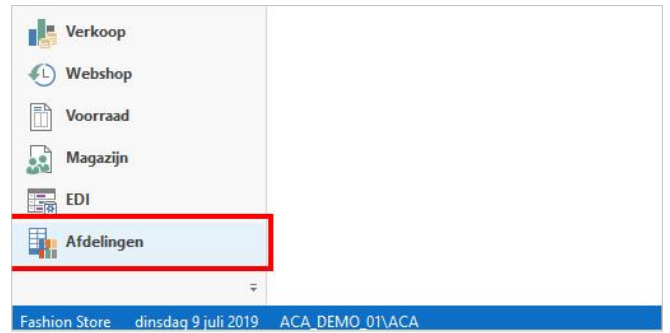 Verkoop
Webshop
Voorraad
Magazijn
EDI
Afdelingen
Fashion Store dinsdag 9 juli 2019 ACA_DEMO_01\ACA